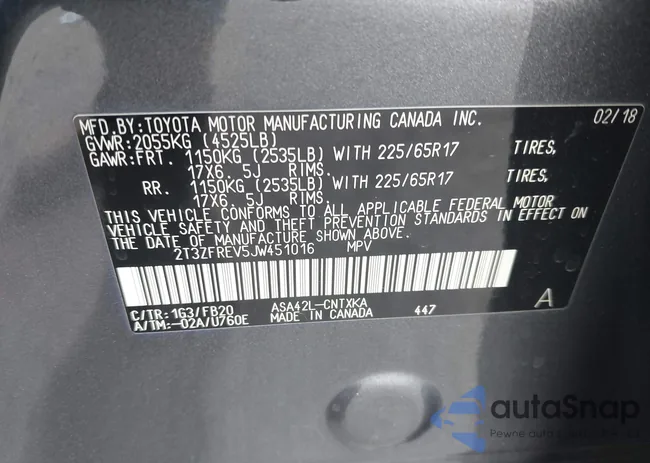 MFD.BY:TOYOTA MOTOR MANUFACTURING CANADA INC. 02/18
GVWR:2055KG (4525LB)
GAWR:FRT. 1150KG (2535LB) WITH 225/65R17 TIRES,
17X6. 5J RIMS.
RR. 1150KG (2535LB) WITH 225/65R17 TIRES,
17X6. 5J RIMS.
THIS VEHICLE CONFORMS TO ALL APPLICABLE FEDERAL MOTOR
VEHICLE SAFETY AND THEFT PREVENTION STANDARDS IN EFFECT ON
THE DATE OF MANUFACTURE SHOWN ABOVE.
2T3ZFREV5JW451016 MPV
C/TR:1G3/FB20 ASA42L-CNTXKA 447 A
A/TM:-02A/U760E MADE IN CANADA
autaSnap
Pewne auto